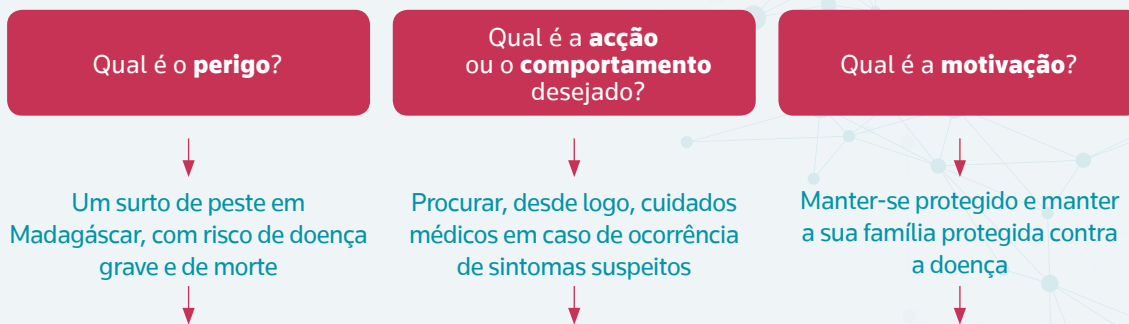 Qual é o perigo?
Qual é a acção
ou o comportamento
desejado?
Qual é a motivação?
Um surto de peste em
Madagáscar, com risco de doença
grave e de morte
Procurar, desde logo, cuidados
médicos em caso de ocorrência
de sintomas suspeitos
Manter-se protegido e manter
a sua família protegida contra
a doença